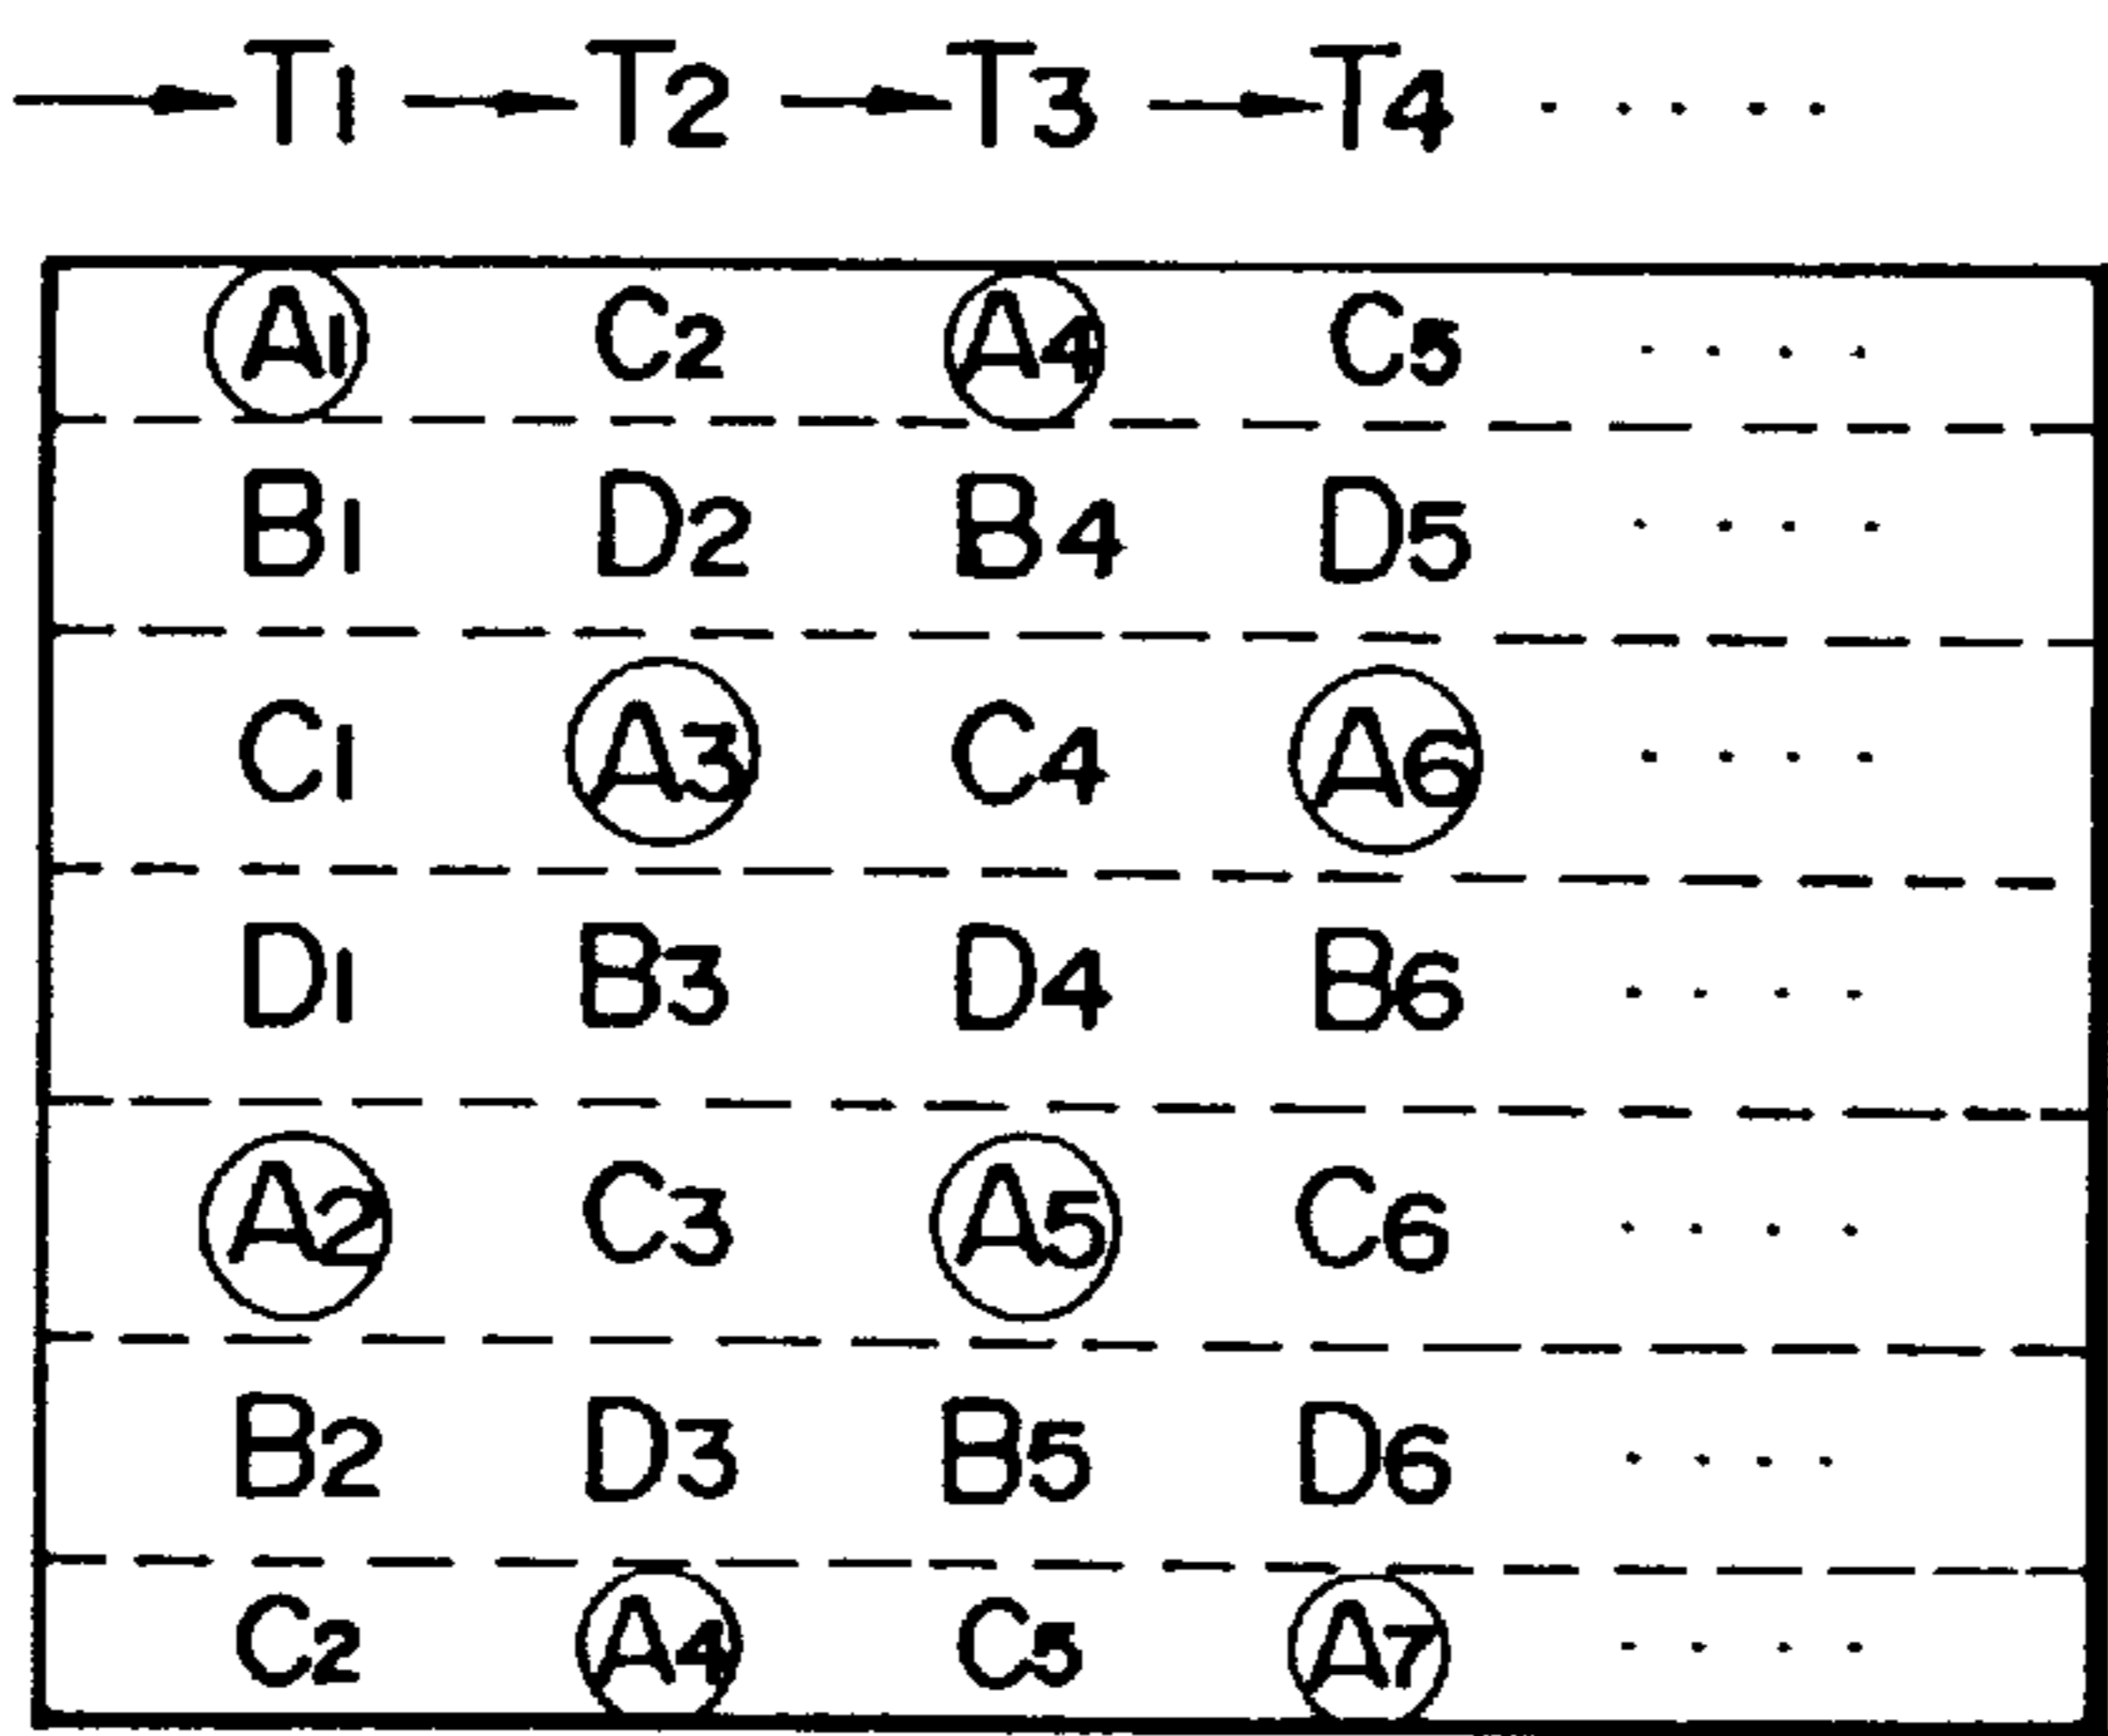 T1 T2 T3 T4 .....
A1 C2 A4 C5 ....
B1 D2 B4 D5 ....
C1 A3 C4 A6 ....
D1 B3 D4 B6 ....
A2 C3 A5 C6 ....
B2 D3 B5 D6 ....
C2 A4 C5 A7 ....